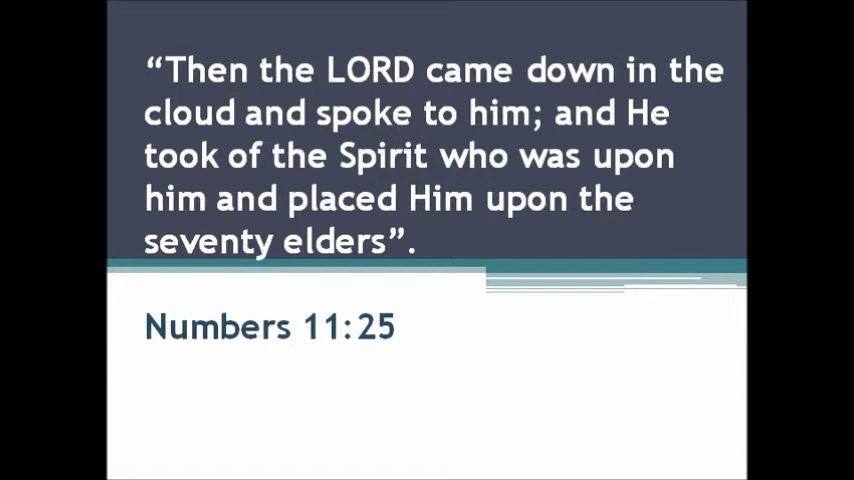 “Then the LORD came down in the
cloud and spoke to him; and He
took of the Spirit who was upon
him and placed Him upon the
seventy elders”.
Numbers 11:25